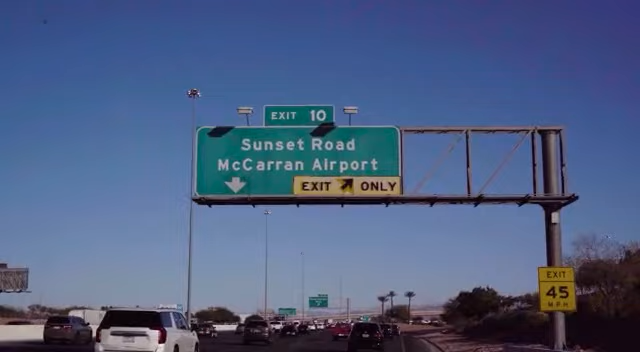 EXIT 10
Sunset Road
McCarran Airport
EXIT ONLY
EXIT
45
M.P.H.